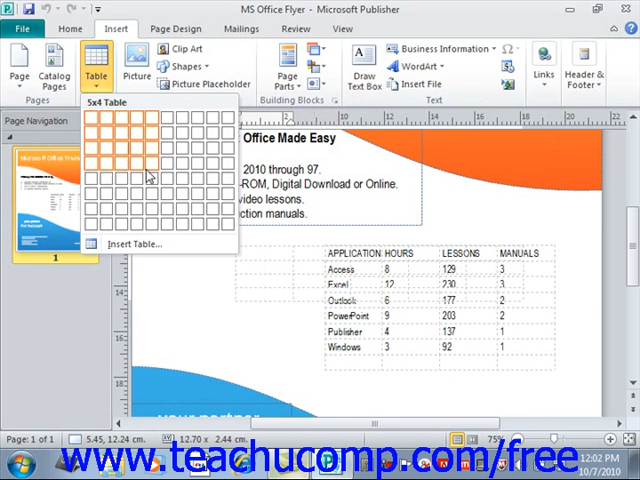 MS Office Flyer - Microsoft Publisher
File Home Insert Page Design Mailings Review View
Page
Catalog Pages
Table
Picture
Clip Art
Shapes
Picture Placeholder
Page Parts
Draw Text Box
Business Information
WordArt
Insert File
Links
Header & Footer
Pages
Building Blocks
Text
5x4 Table
Insert Table...
Page Navigation
1
Office Made Easy
2010 through 97.
-ROM, Digital Download or Online.
video lessons.
ction manuals.
APPLICATION HOURS LESSONS MANUALS
Access 8 129 3
Excel 12 230 3
Outlook 6 177 2
PowerPoint 9 203 2
Publisher 4 137 1
Windows 3 92 1
your partner
Page: 1 of 1 5.45, 12.24 cm. 12.70 x 2.44 cm. 75%
www.teachucomp.com/free
12:02 PM
10/7/2010